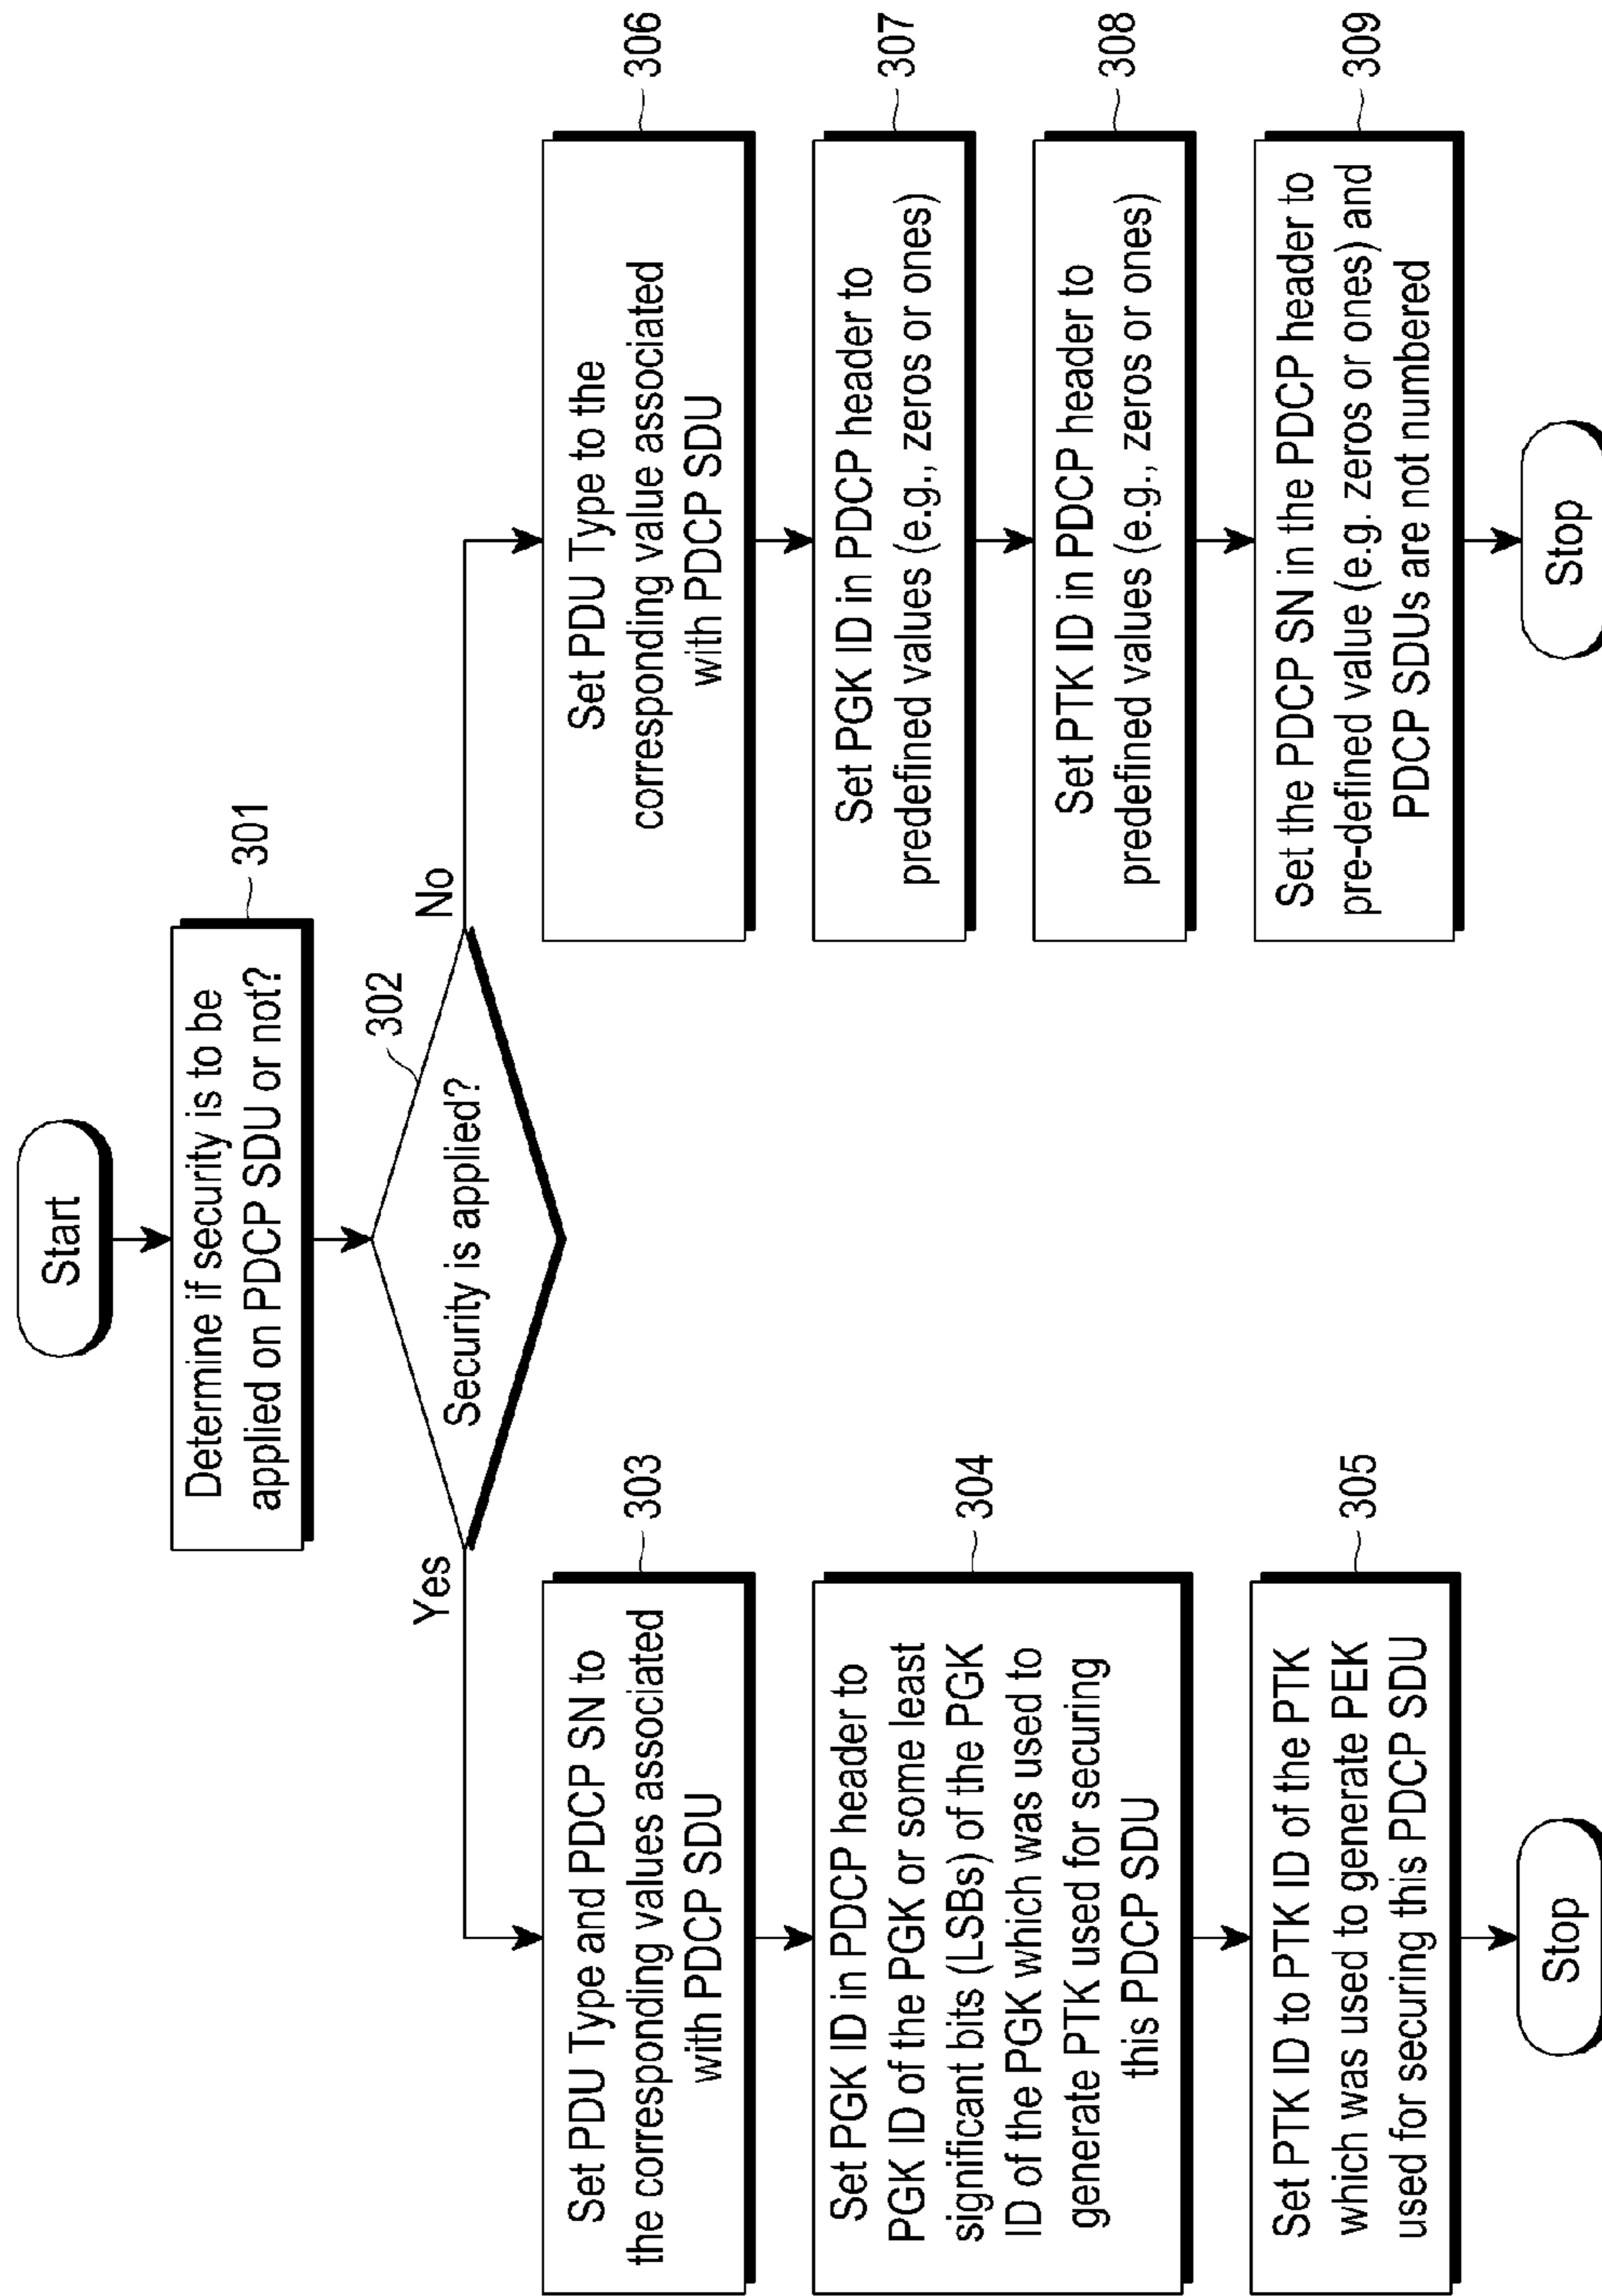 Start
Determine if security is to be
applied on PDCP SDU or not?
301
Security is applied?
302
Yes
No
Set PDU Type and PDCP SN to
the corresponding values associated
with PDCP SDU
303
Set PGK ID in PDCP header to
PGK ID of the PGK or some least
significant bits (LSBs) of the PGK
ID of the PGK which was used to
generate PTK used for securing
this PDCP SDU
304
Set PTK ID to PTK ID of the PTK
which was used to generate PEK
used for securing this PDCP SDU
305
Stop
Set PDU Type to the
corresponding value associated
with PDCP SDU
306
Set PGK ID in PDCP header to
predefined values (e.g., zeros or ones)
307
Set PTK ID in PDCP header to
predefined values (e.g., zeros or ones)
308
Set the PDCP SN in the PDCP header to
pre-defined value (e.g. zeros or ones) and
PDCP SDUs are not numbered
309
Stop